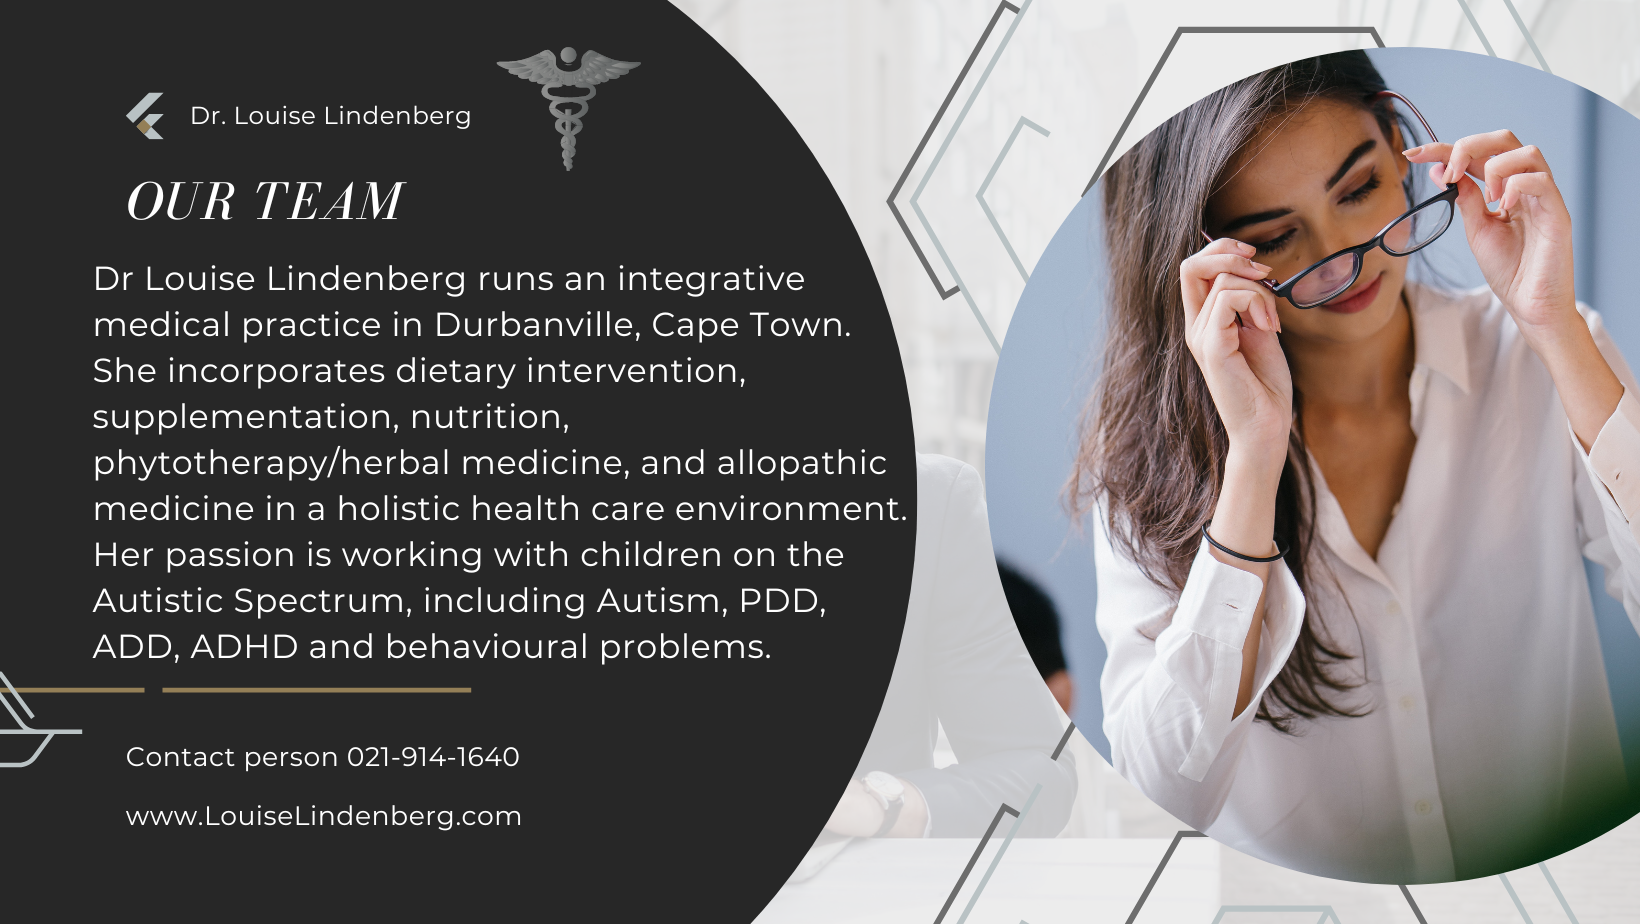 Dr. Louise Lindenberg
OUR TEAM
Dr Louise Lindenberg runs an integrative
medical practice in Durbanville, Cape Town.
She incorporates dietary intervention,
supplementation, nutrition,
phytotherapy/herbal medicine, and allopathic
medicine in a holistic health care environment.
Her passion is working with children on the
Autistic Spectrum, including Autism, PDD,
ADD, ADHD and behavioural problems.
Contact person 021-914-1640
www.LouiseLindenberg.com